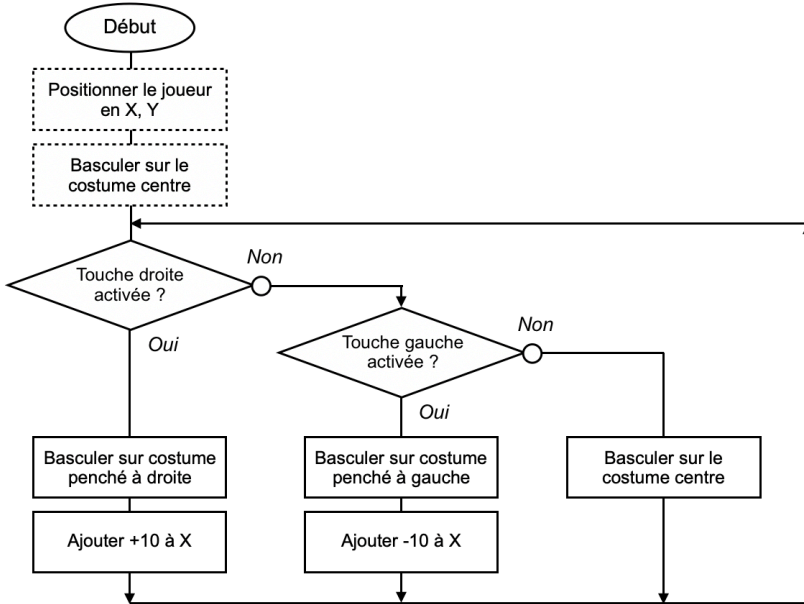 Début
Positionner le joueur
en X, Y
Basculer sur le
costume centre
Touche droite
activée ?
Non
Oui
Touche gauche
activée ?
Non
Oui
Basculer sur costume
penché à droite
Basculer sur costume
penché à gauche
Basculer sur le
costume centre
Ajouter +10 à X
Ajouter -10 à X